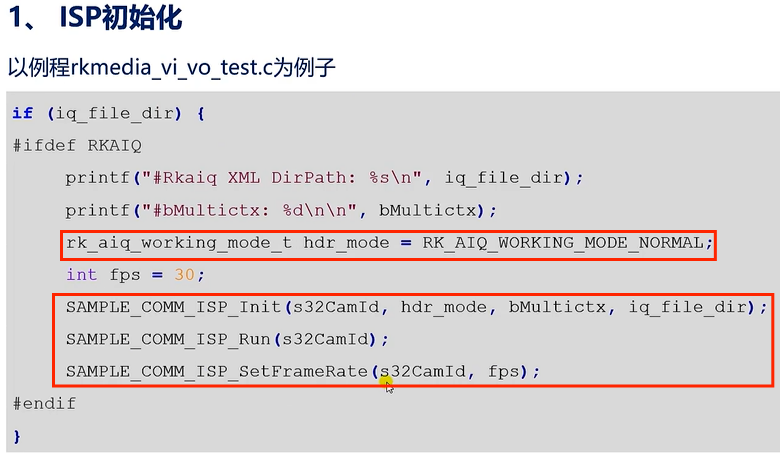 1、 ISP初始化
以例程rkmedia_vi_vo_test.c为例子
if (iq_file_dir) {
#ifdef RKAIQ
printf("#Rkaiq XML DirPath: %s\n", iq_file_dir);
printf("#bMultictx: %d\n\n", bMultictx);
rk_aiq_working_mode_t hdr_mode = RK_AIQ_WORKING_MODE_NORMAL;
int fps = 30;
SAMPLE_COMM_ISP_Init(s32CamId, hdr_mode, bMultictx, iq_file_dir);
SAMPLE_COMM_ISP_Run(s32CamId);
SAMPLE_COMM_ISP_SetFrameRate(s32CamId, fps);
#endif
}